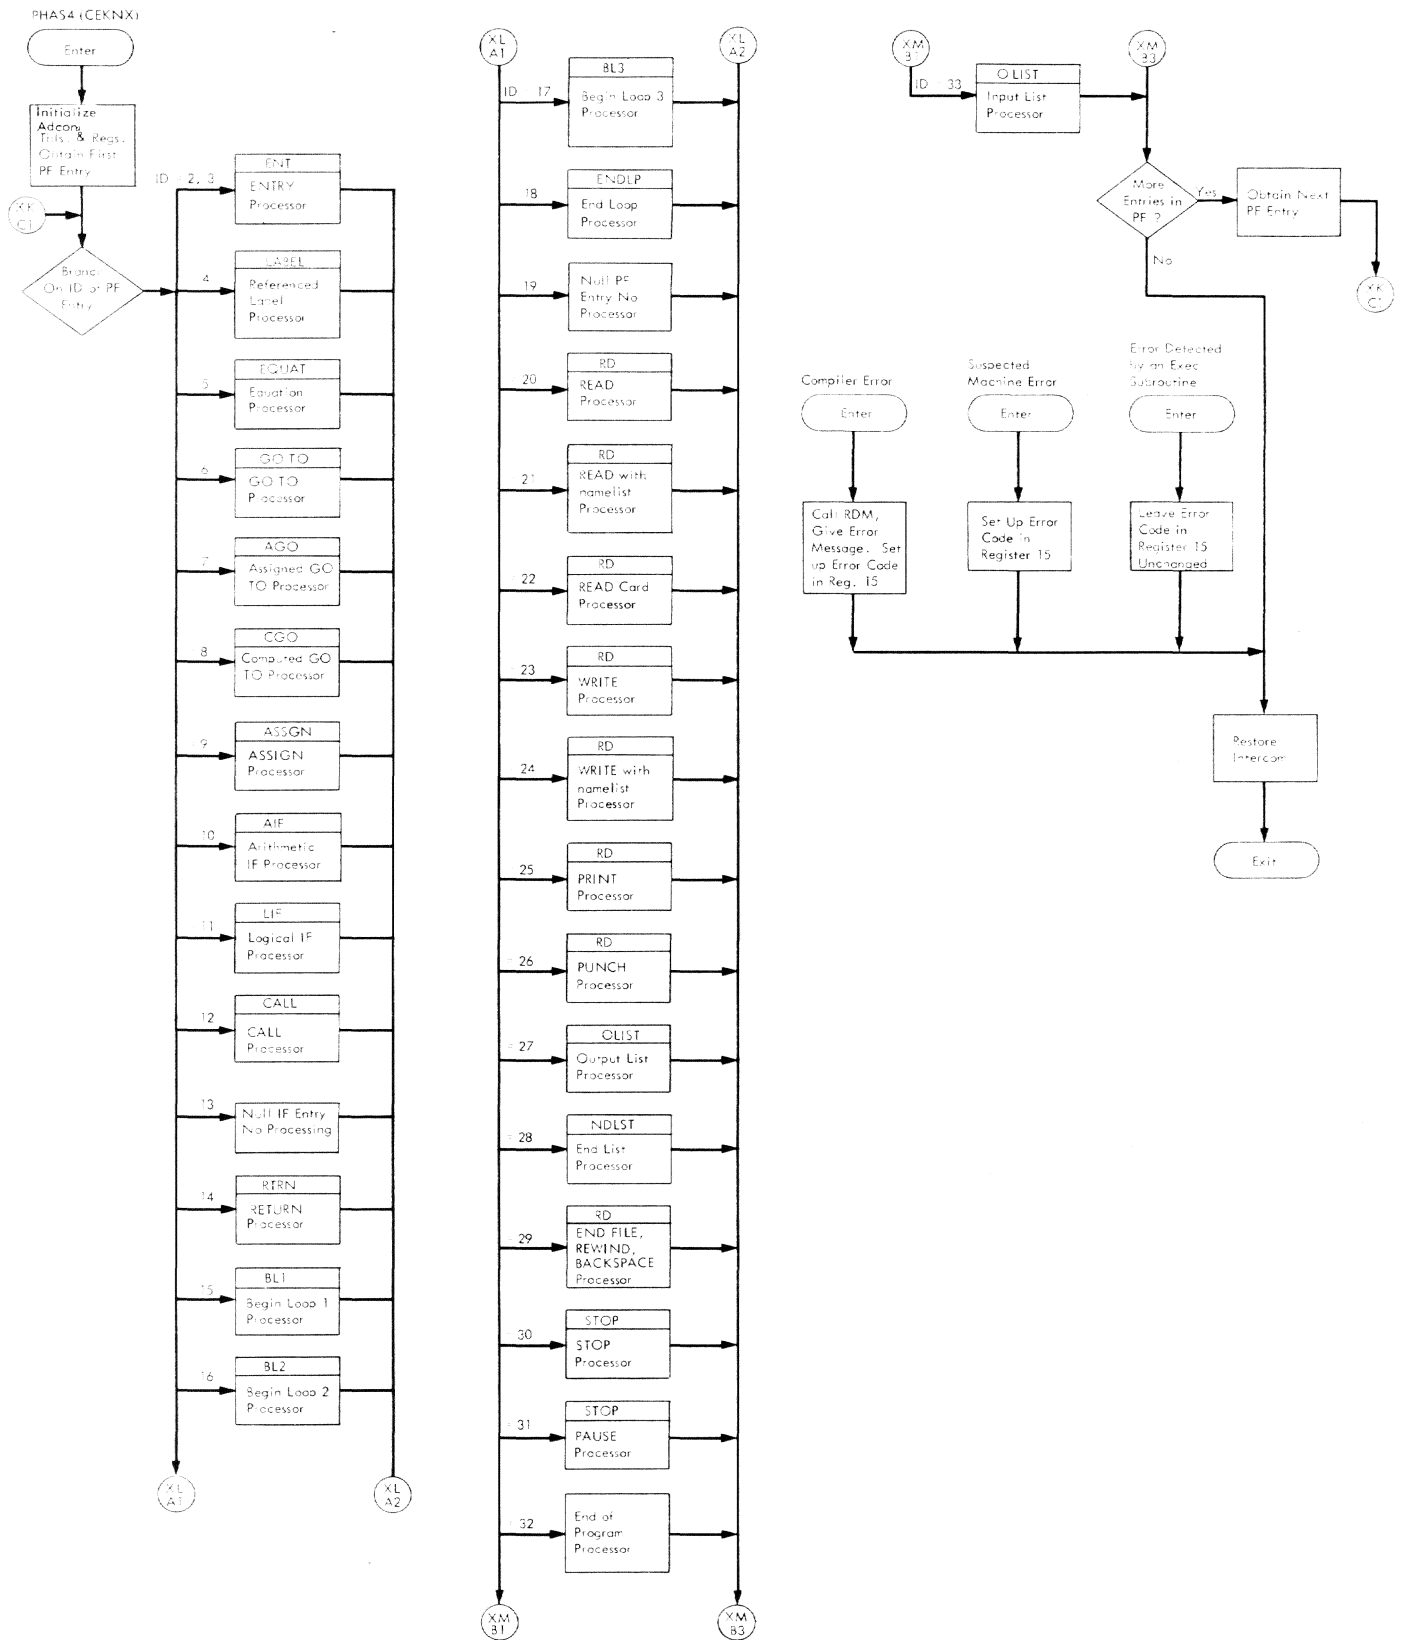 PHAS4 (CEKNX)
Enter
Initialize
Adcons
Trils. & Regs.
Obtain First
PF Entry
XK
C1
Branch
On ID of PF
Entry
ID = 2, 3
ENT
ENTRY
Processor
4
LABEL
Referenced
Label
Processor
5
EQUAT
Equation
Processor
6
GO TO
GO TO
Processor
7
AGO
Assigned GO
TO Processor
8
CGO
Computed GO
TO Processor
9
ASSGN
ASSIGN
Processor
10
AIF
Arithmetic
IF Processor
11
LIF
Logical IF
Processor
12
CALL
CALL
Processor
13
Null IF Entry
No Processing
14
RTRN
RETURN
Processor
15
BL1
Begin Loop 1
Processor
16
BL2
Begin Loop 2
Processor
XL
A1
XL
A2
XL
A1
XL
A2
ID = 17
BL3
Begin Loop 3
Processor
18
ENDLP
End Loop
Processor
19
Null PF
Entry No
Processor
20
RD
READ
Processor
21
RD
READ with
namelist
Processor
= 22
RD
READ Card
Processor
= 23
RD
WRITE
Processor
24
RD
WRITE with
namelist
Processor
25
RD
PRINT
Processor
= 26
RD
PUNCH
Processor
= 27
OLIST
Output List
Processor
= 28
NDLST
End List
Processor
= 29
RD
END FILE,
REWIND,
BACKSPACE
Processor
= 30
STOP
STOP
Processor
= 31
STOP
PAUSE
Processor
= 32
End of
Program
Processor
XM
B1
XM
B3
XM
B1
XM
B3
ID = 33
OLIST
Input List
Processor
More
Entries in
PF ?
Yes
Obtain Next
PF Entry
XK
C1
No
Compiler Error
Enter
Call RDM,
Give Error
Message. Set
up Error Code
in Reg. 15
Suspected
Machine Error
Enter
Set Up Error
Code in
Register 15
Error Detected
by an Exec
Subroutine
Enter
Leave Error
Code in
Register 15
Unchanged
Restore
Intercom
Exit